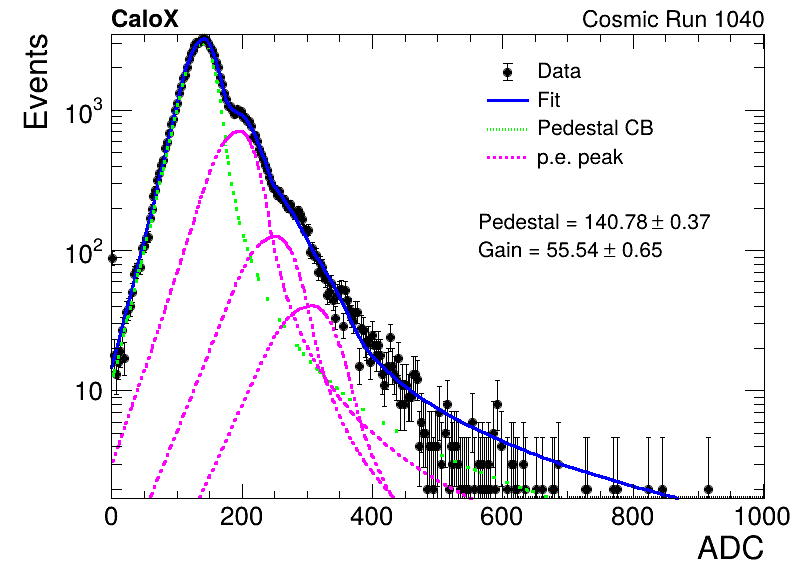 CaloX
Cosmic Run 1040
Events
10³
10²
10
Data
Fit
Pedestal CB
p.e. peak
Pedestal = 140.78 ± 0.37
Gain = 55.54 ± 0.65
0 200 400 600 800 1000
ADC